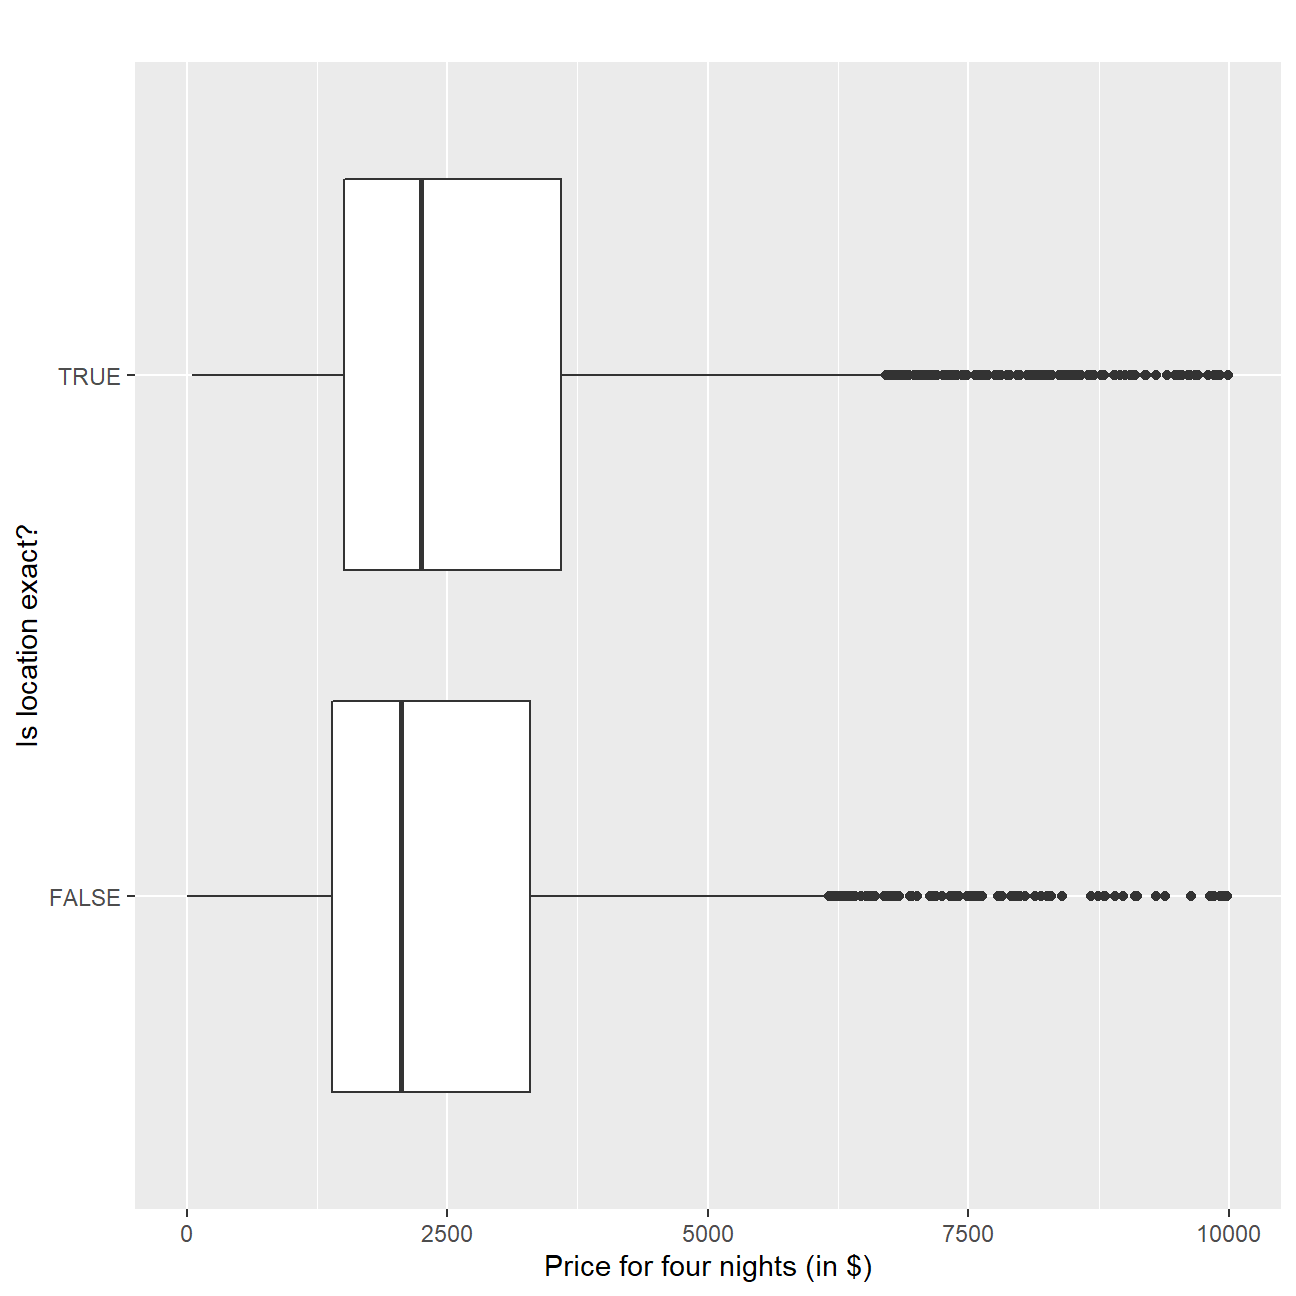 Is location exact?
TRUE
FALSE
0
2500
5000
7500
10000
Price for four nights (in $)